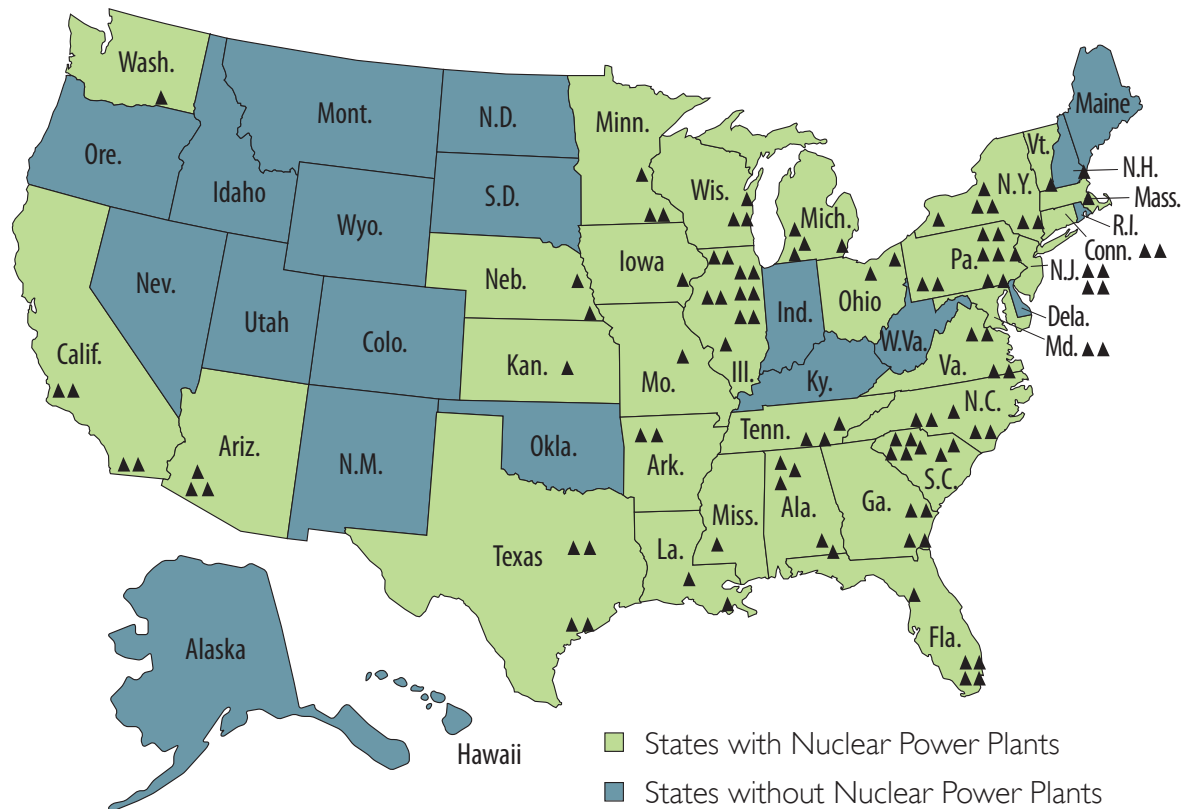 Wash.
Mont.
N.D.
Minn.
Maine
Ore.
Idaho
S.D.
Wis.
Mich.
Vt.
N.H.
N.Y.
Mass.
R.I.
Wyo.
Conn.
Neb.
Iowa
Pa.
N.J.
Nev.
Utah
Colo.
Ill.
Ind.
Ohio
Dela.
W.Va.
Md.
Calif.
Kan.
Mo.
Ky.
Va.
N.C.
Ariz.
N.M.
Okla.
Ark.
Tenn.
S.C.
Texas
La.
Miss.
Ala.
Ga.
Fla.
Alaska
Hawaii
States with Nuclear Power Plants
States without Nuclear Power Plants